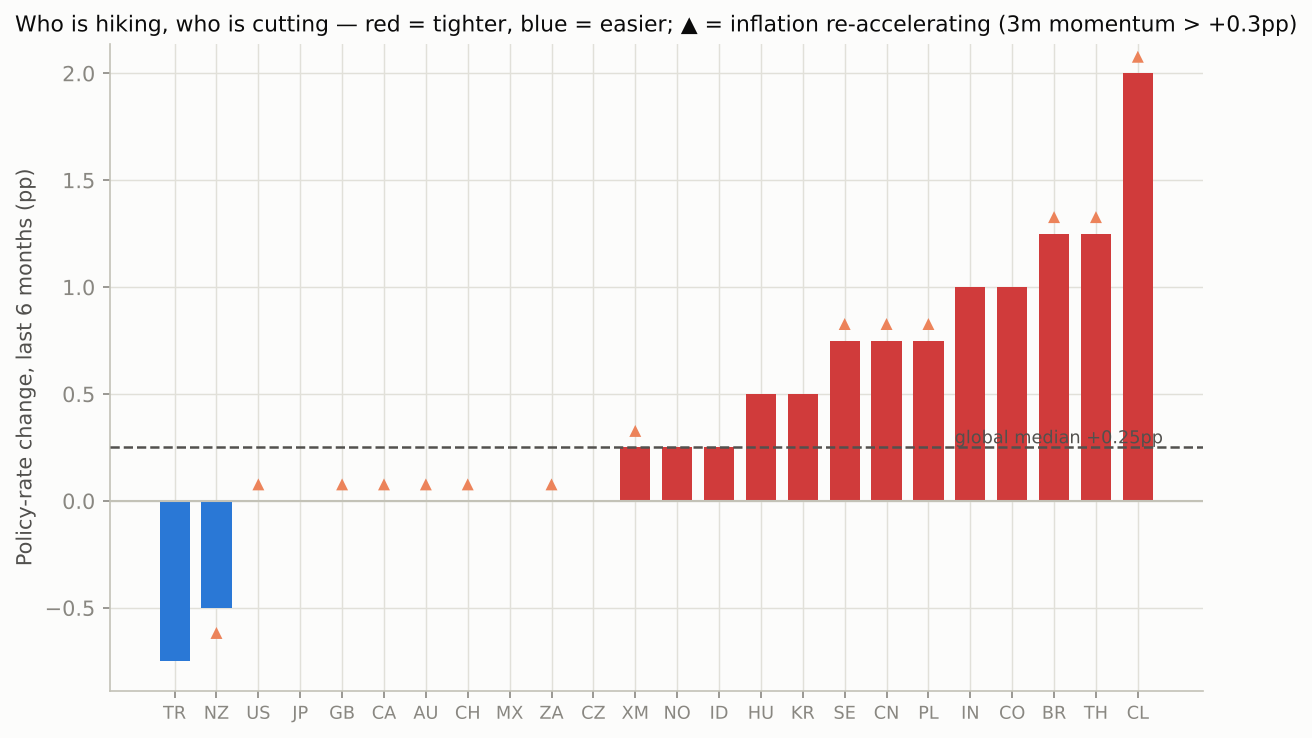 Who is hiking, who is cutting — red = tighter, blue = easier; ▲ = inflation re-accelerating (3m momentum > +0.3pp)
Policy-rate change, last 6 months (pp)
2.0
1.5
1.0
0.5
0.0
−0.5
global median +0.25pp
TR NZ US JP GB CA AU CH MX ZA CZ XM NO ID HU KR SE CN PL IN CO BR TH CL